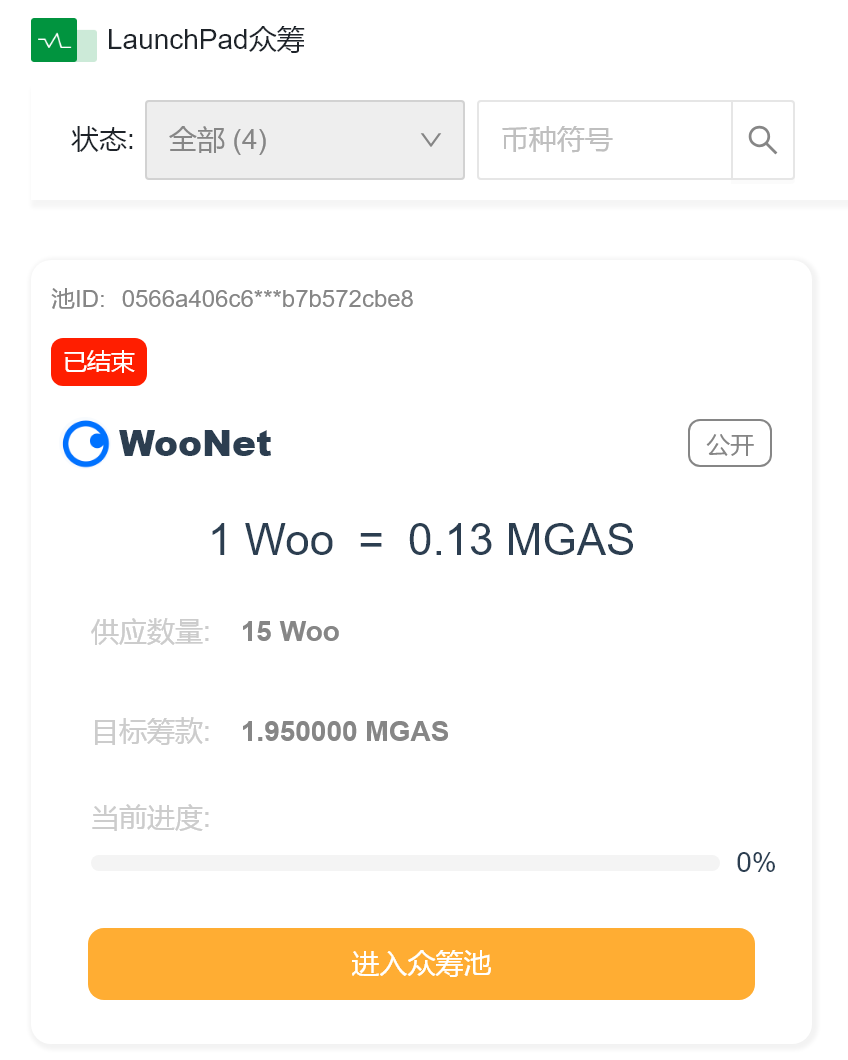 LaunchPad众筹
状态: 全部 (4) 币种符号
池ID: 0566a406c6***b7b572cbe8
已结束
WooNet 公开
1 Woo = 0.13 MGAS
供应数量: 15 Woo
目标筹款: 1.950000 MGAS
当前进度:
0%
进入众筹池